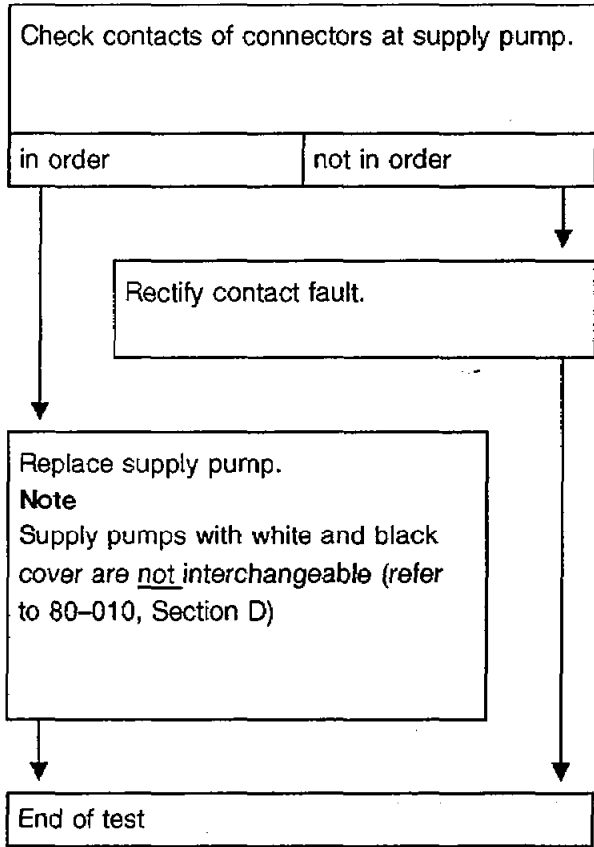 Check contacts of connectors at supply pump.
in order
not in order
Rectify contact fault.
Replace supply pump.
Note
Supply pumps with white and black
cover are not interchangeable (refer
to 80–010, Section D)
End of test